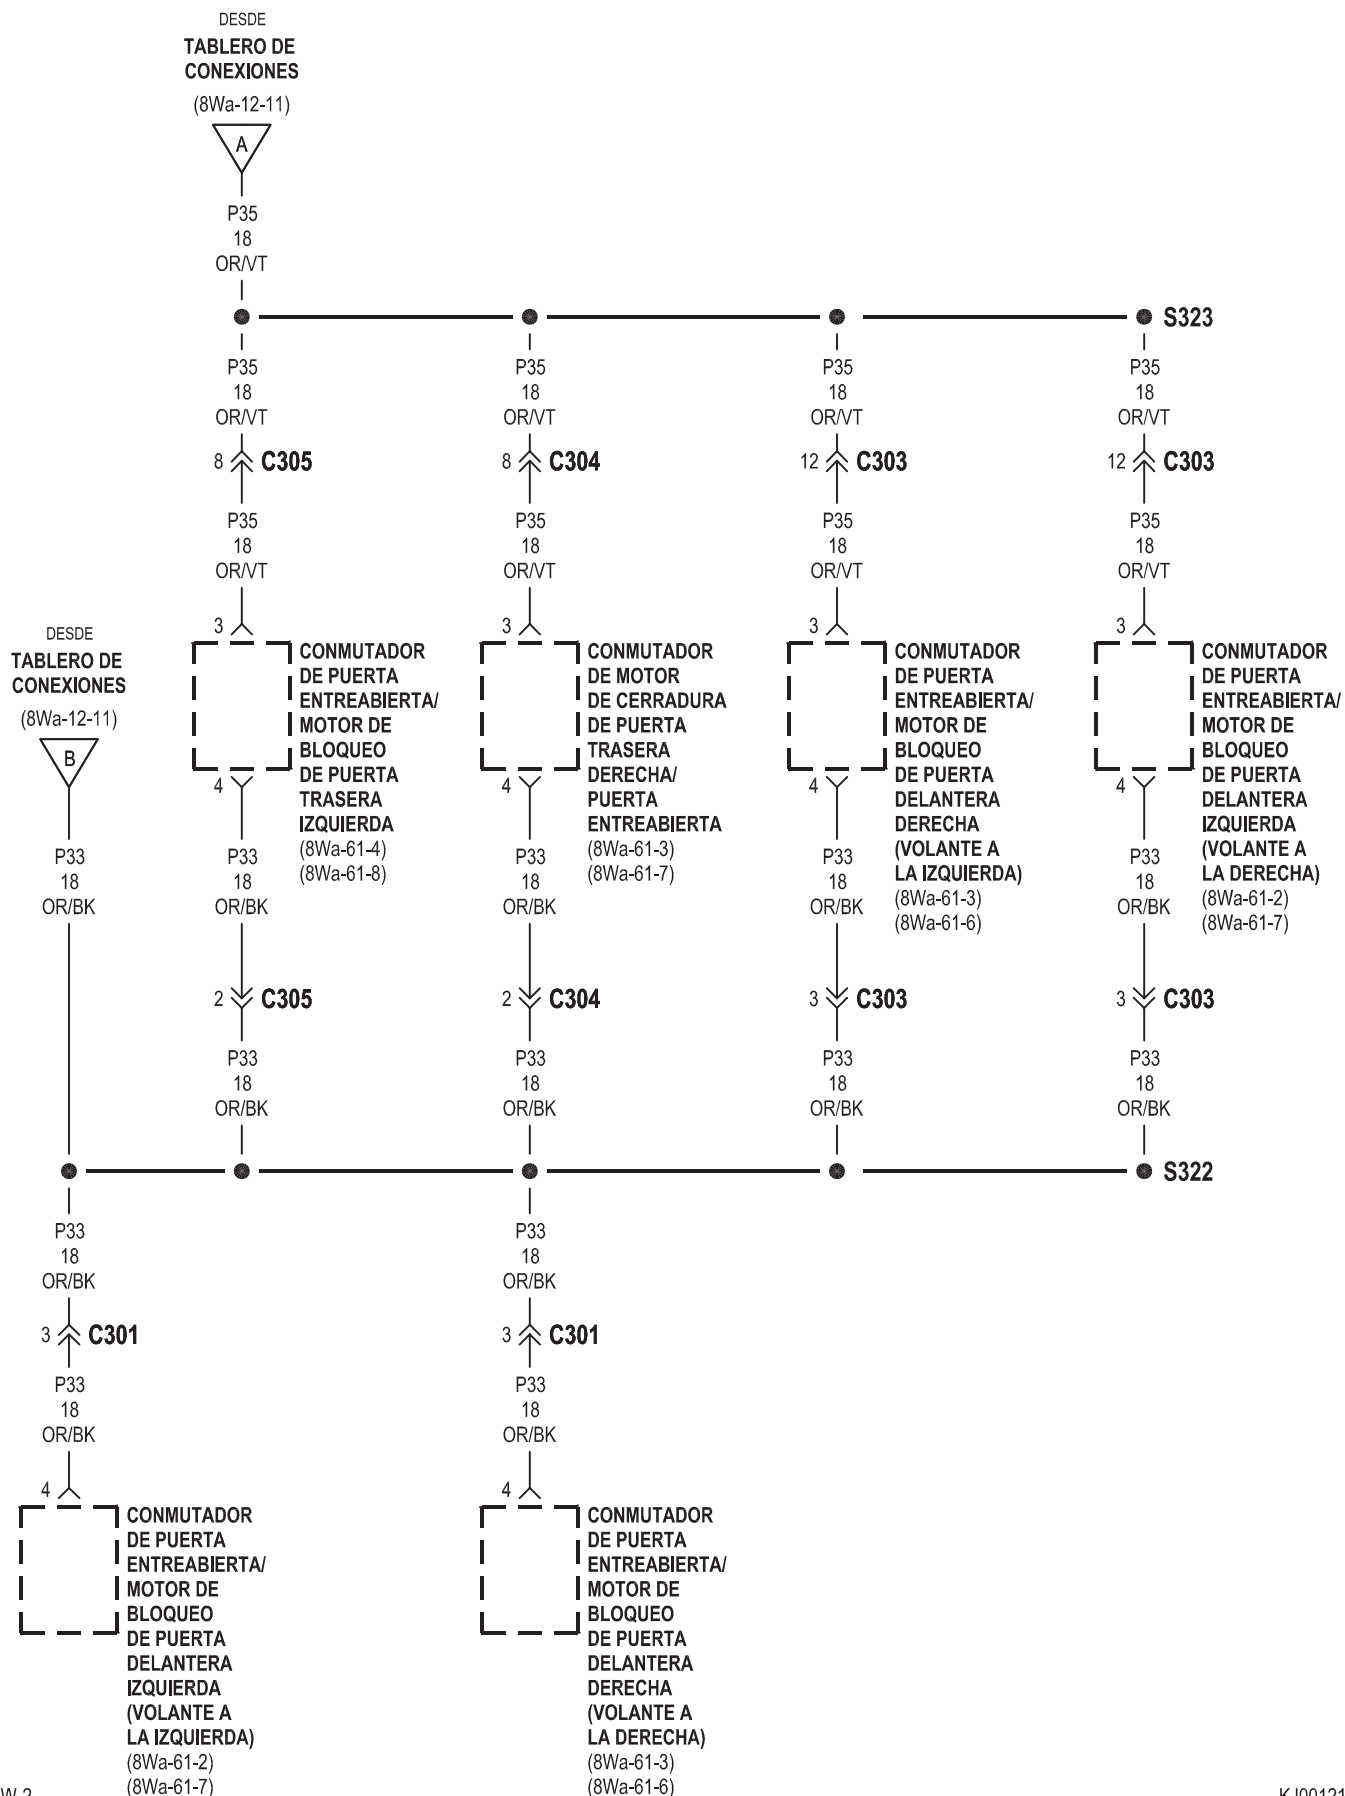 DESDE
TABLERO DE
CONEXIONES
(8Wa-12-11)
A
P35
18
OR/VT
S323
P35
18
OR/VT
8
C305
P35
18
OR/VT
3
CONMUTADOR
DE PUERTA
ENTREABIERTA/
MOTOR DE
BLOQUEO
DE PUERTA
TRASERA
IZQUIERDA
(8Wa-61-4)
(8Wa-61-8)
4
P33
18
OR/BK
2
C305
P33
18
OR/BK
P35
18
OR/VT
8
C304
P35
18
OR/VT
3
CONMUTADOR
DE MOTOR
DE CERRADURA
DE PUERTA
TRASERA
DERECHA/
PUERTA
ENTREABIERTA
(8Wa-61-3)
(8Wa-61-7)
4
P33
18
OR/BK
2
C304
P33
18
OR/BK
P35
18
OR/VT
12
C303
P35
18
OR/VT
3
CONMUTADOR
DE PUERTA
ENTREABIERTA/
MOTOR DE
BLOQUEO
DE PUERTA
DELANTERA
DERECHA
(VOLANTE A
LA IZQUIERDA)
(8Wa-61-3)
(8Wa-61-6)
4
P33
18
OR/BK
3
C303
P33
18
OR/BK
P35
18
OR/VT
12
C303
P35
18
OR/VT
3
CONMUTADOR
DE PUERTA
ENTREABIERTA/
MOTOR DE
BLOQUEO
DE PUERTA
DELANTERA
IZQUIERDA
(VOLANTE A
LA DERECHA)
(8Wa-61-2)
(8Wa-61-7)
4
P33
18
OR/BK
3
C303
P33
18
OR/BK
DESDE
TABLERO DE
CONEXIONES
(8Wa-12-11)
B
P33
18
OR/BK
S322
P33
18
OR/BK
3
C301
P33
18
OR/BK
4
CONMUTADOR
DE PUERTA
ENTREABIERTA/
MOTOR DE
BLOQUEO
DE PUERTA
DELANTERA
IZQUIERDA
(VOLANTE A
LA IZQUIERDA)
(8Wa-61-2)
(8Wa-61-7)
P33
18
OR/BK
3
C301
P33
18
OR/BK
4
CONMUTADOR
DE PUERTA
ENTREABIERTA/
MOTOR DE
BLOQUEO
DE PUERTA
DELANTERA
DERECHA
(VOLANTE A
LA DERECHA)
(8Wa-61-3)
(8Wa-61-6)